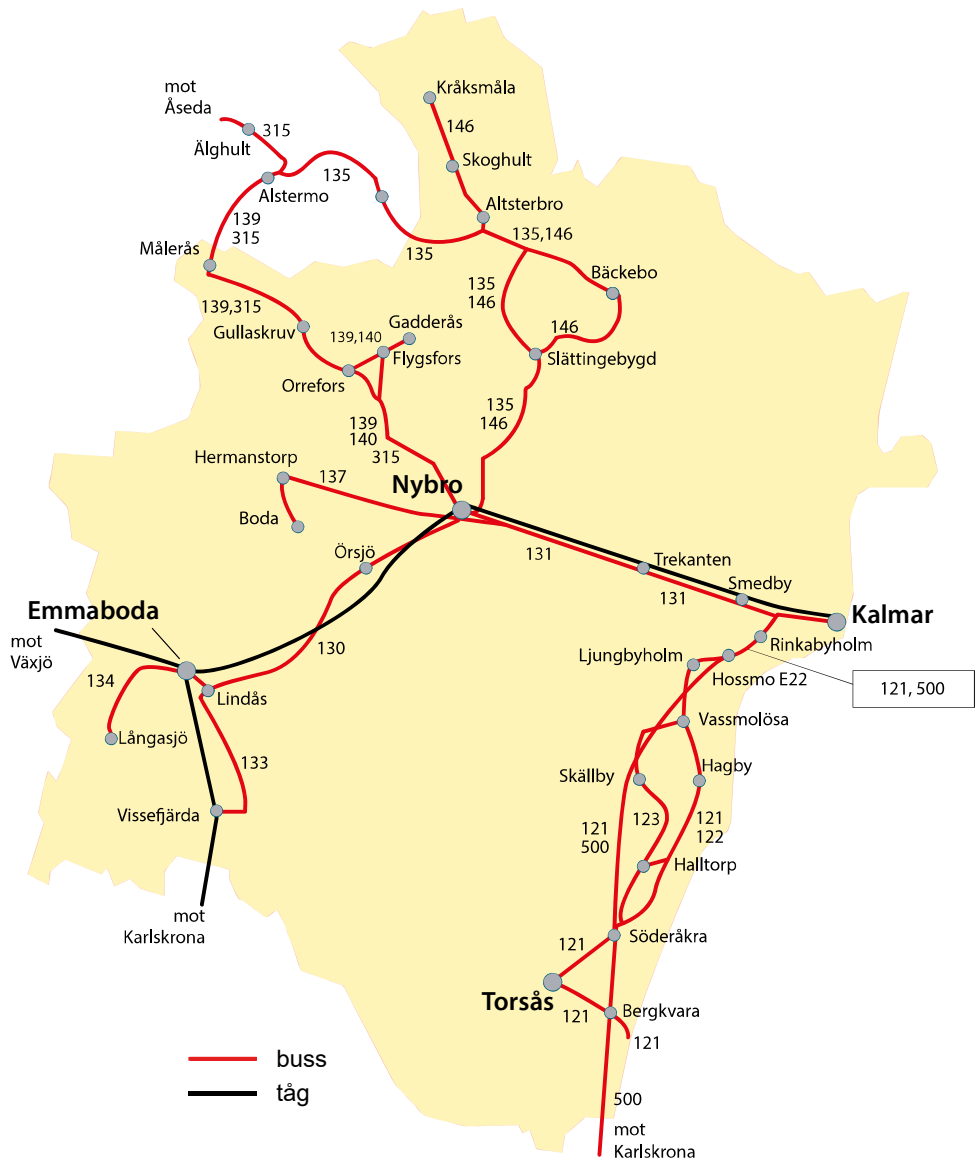 Kråksmåla
mot
Åseda
315
146
Älghult
Skoghult
135
Alstermo
Altsterbro
139
315
135,146
135
Målerås
Bäckebo
135
146
139,315
Gadderås
Gullaskruv
139,140
146
Flygsfors
Slättingebygd
Orrefors
135
146
139
140
315
Hermanstorp
137
Nybro
Boda
Örsjö
131
Trekanten
Smedby
131
Emmaboda
Kalmar
mot
Växjö
130
Rinkabyholm
Ljungbyholm
134
Hossmo E22
121, 500
Lindås
Vassmolösa
Långasjö
133
Skällby
Hagby
Vissefjärda
121
500
123
121
122
Halltorp
mot
Karlskrona
121
Söderåkra
Torsås
121
Bergkvara
121
buss
tåg
500
mot
Karlskrona